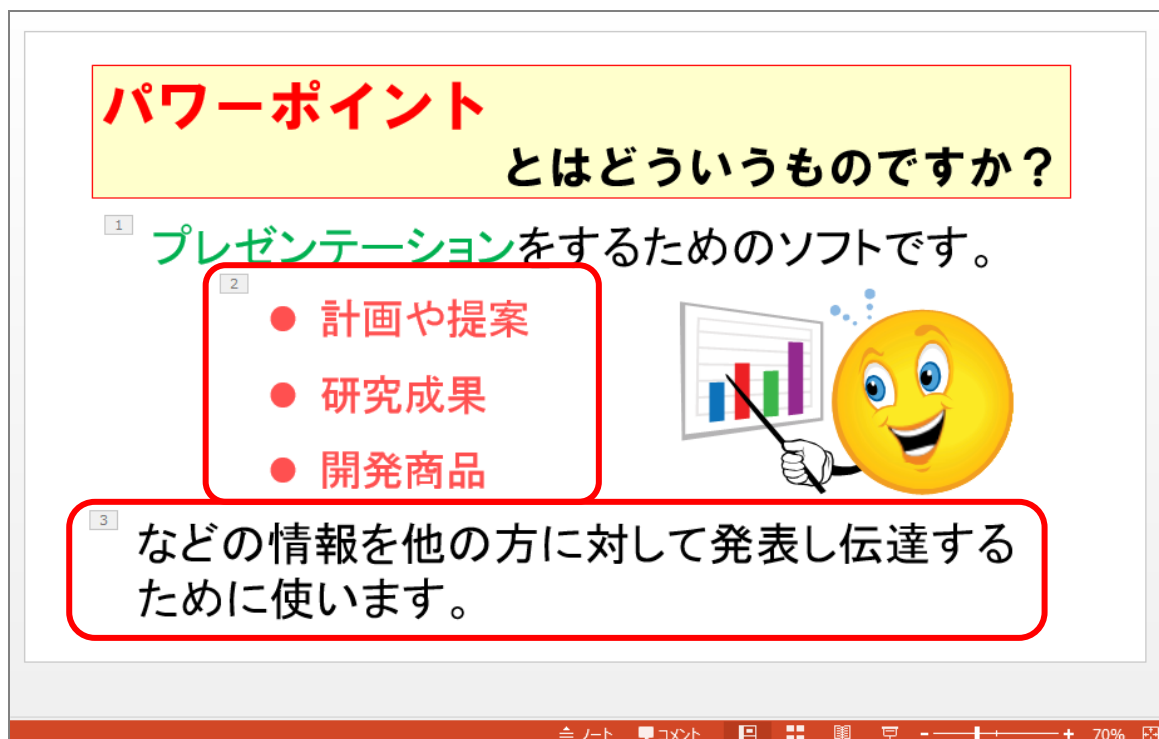 パワーポイント
とはどういうものですか？
1
プレゼンテーションをするためのソフトです。
2
● 計画や提案
● 研究成果
● 開発商品
3
などの情報を他の方に対して発表し伝達する
ために使います。
ノート コメント - + 70%